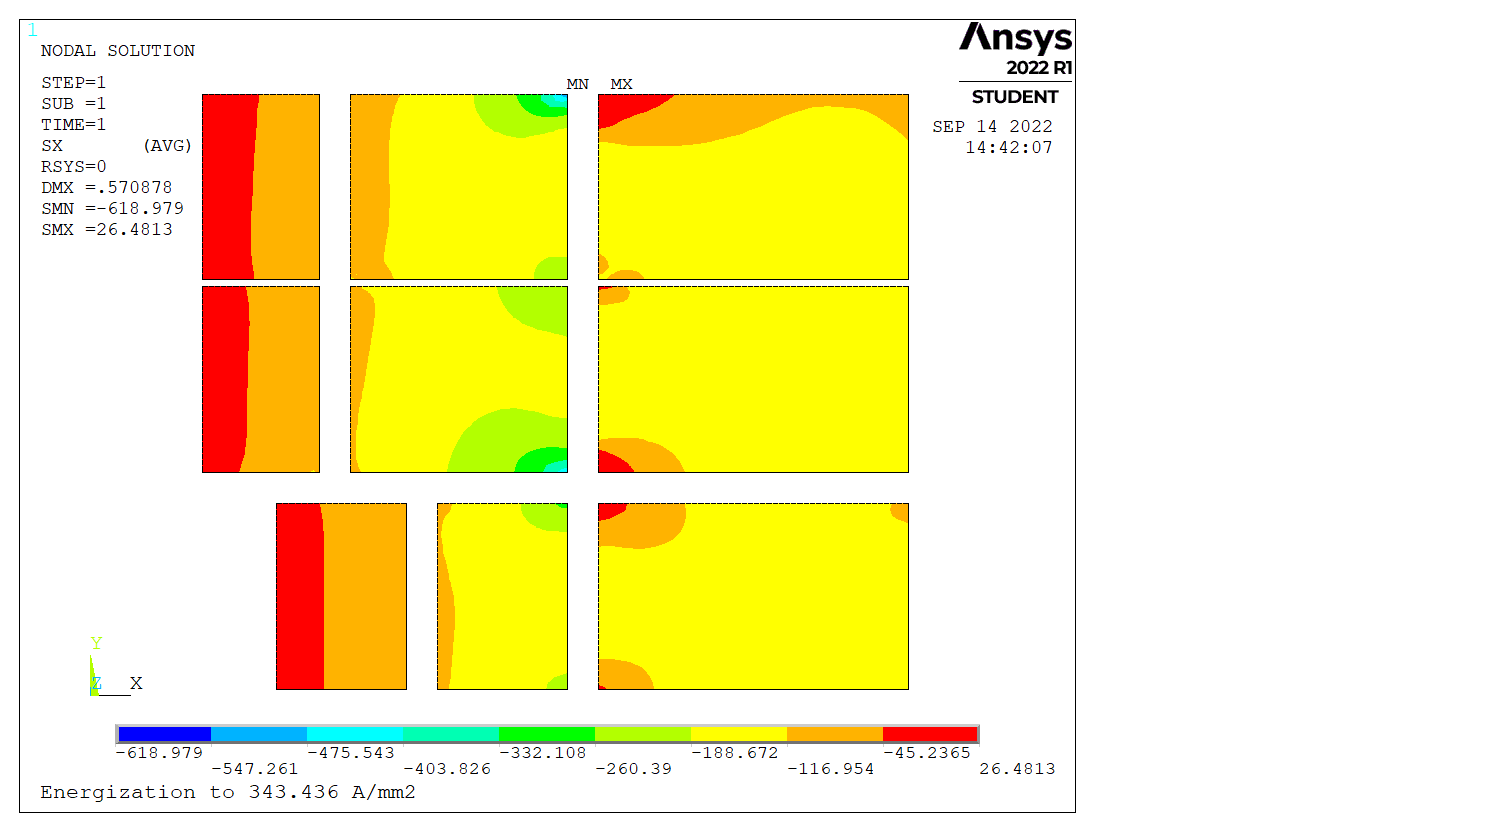 1
NODAL SOLUTION
STEP=1
SUB =1
TIME=1
SX (AVG)
RSYS=0
DMX =.570878
SMN =-618.979
SMX =26.4813
MN MX
Ansys
2022 R1
STUDENT
SEP 14 2022
14:42:07
Y
Z X
-618.979 -475.543 -332.108 -188.672 -45.2365
-547.261 -403.826 -260.39 -116.954 26.4813
Energization to 343.436 A/mm2